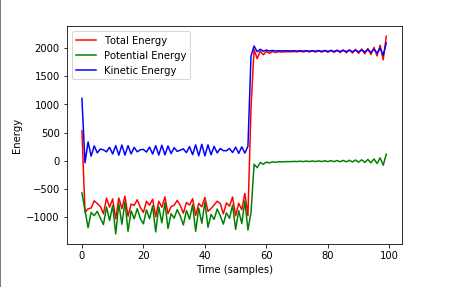 Total Energy
Potential Energy
Kinetic Energy
2000
1500
1000
500
0
−500
−1000
Energy
0 20 40 60 80 100
Time (samples)